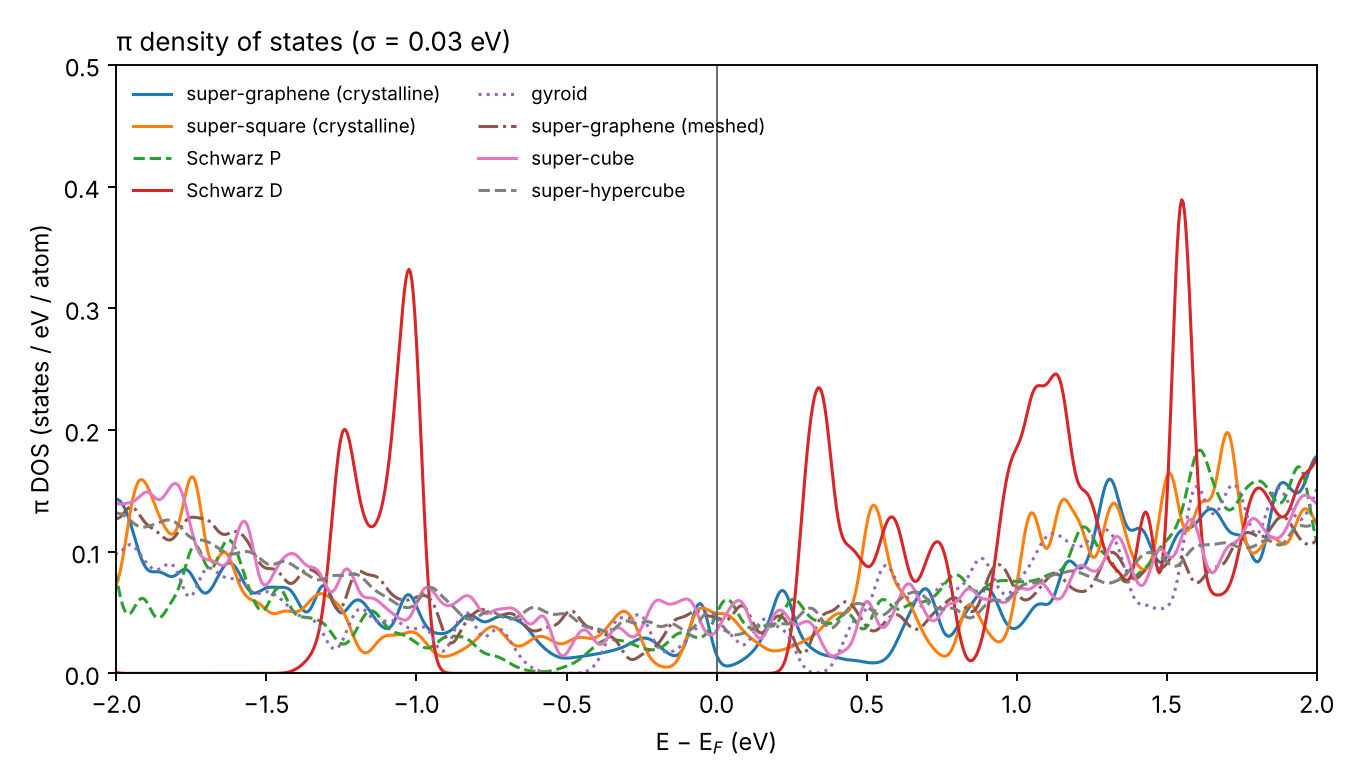 π density of states (σ = 0.03 eV)
super-graphene (crystalline)
super-square (crystalline)
Schwarz P
Schwarz D
gyroid
super-graphene (meshed)
super-cube
super-hypercube
π DOS (states / eV / atom)
0.5
0.4
0.3
0.2
0.1
0.0
−2.0 −1.5 −1.0 −0.5 0.0 0.5 1.0 1.5 2.0
E − E_F (eV)